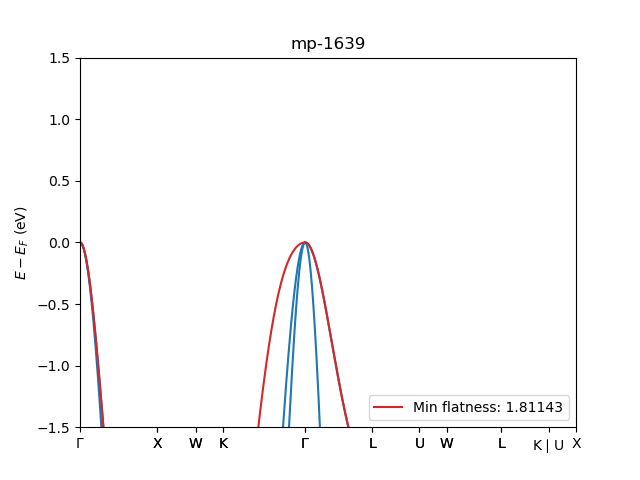 mp-1639
E − E_F (eV)
1.5
1.0
0.5
0.0
−0.5
−1.0
−1.5
Min flatness: 1.81143
Γ X W K Γ L U W L K | U X